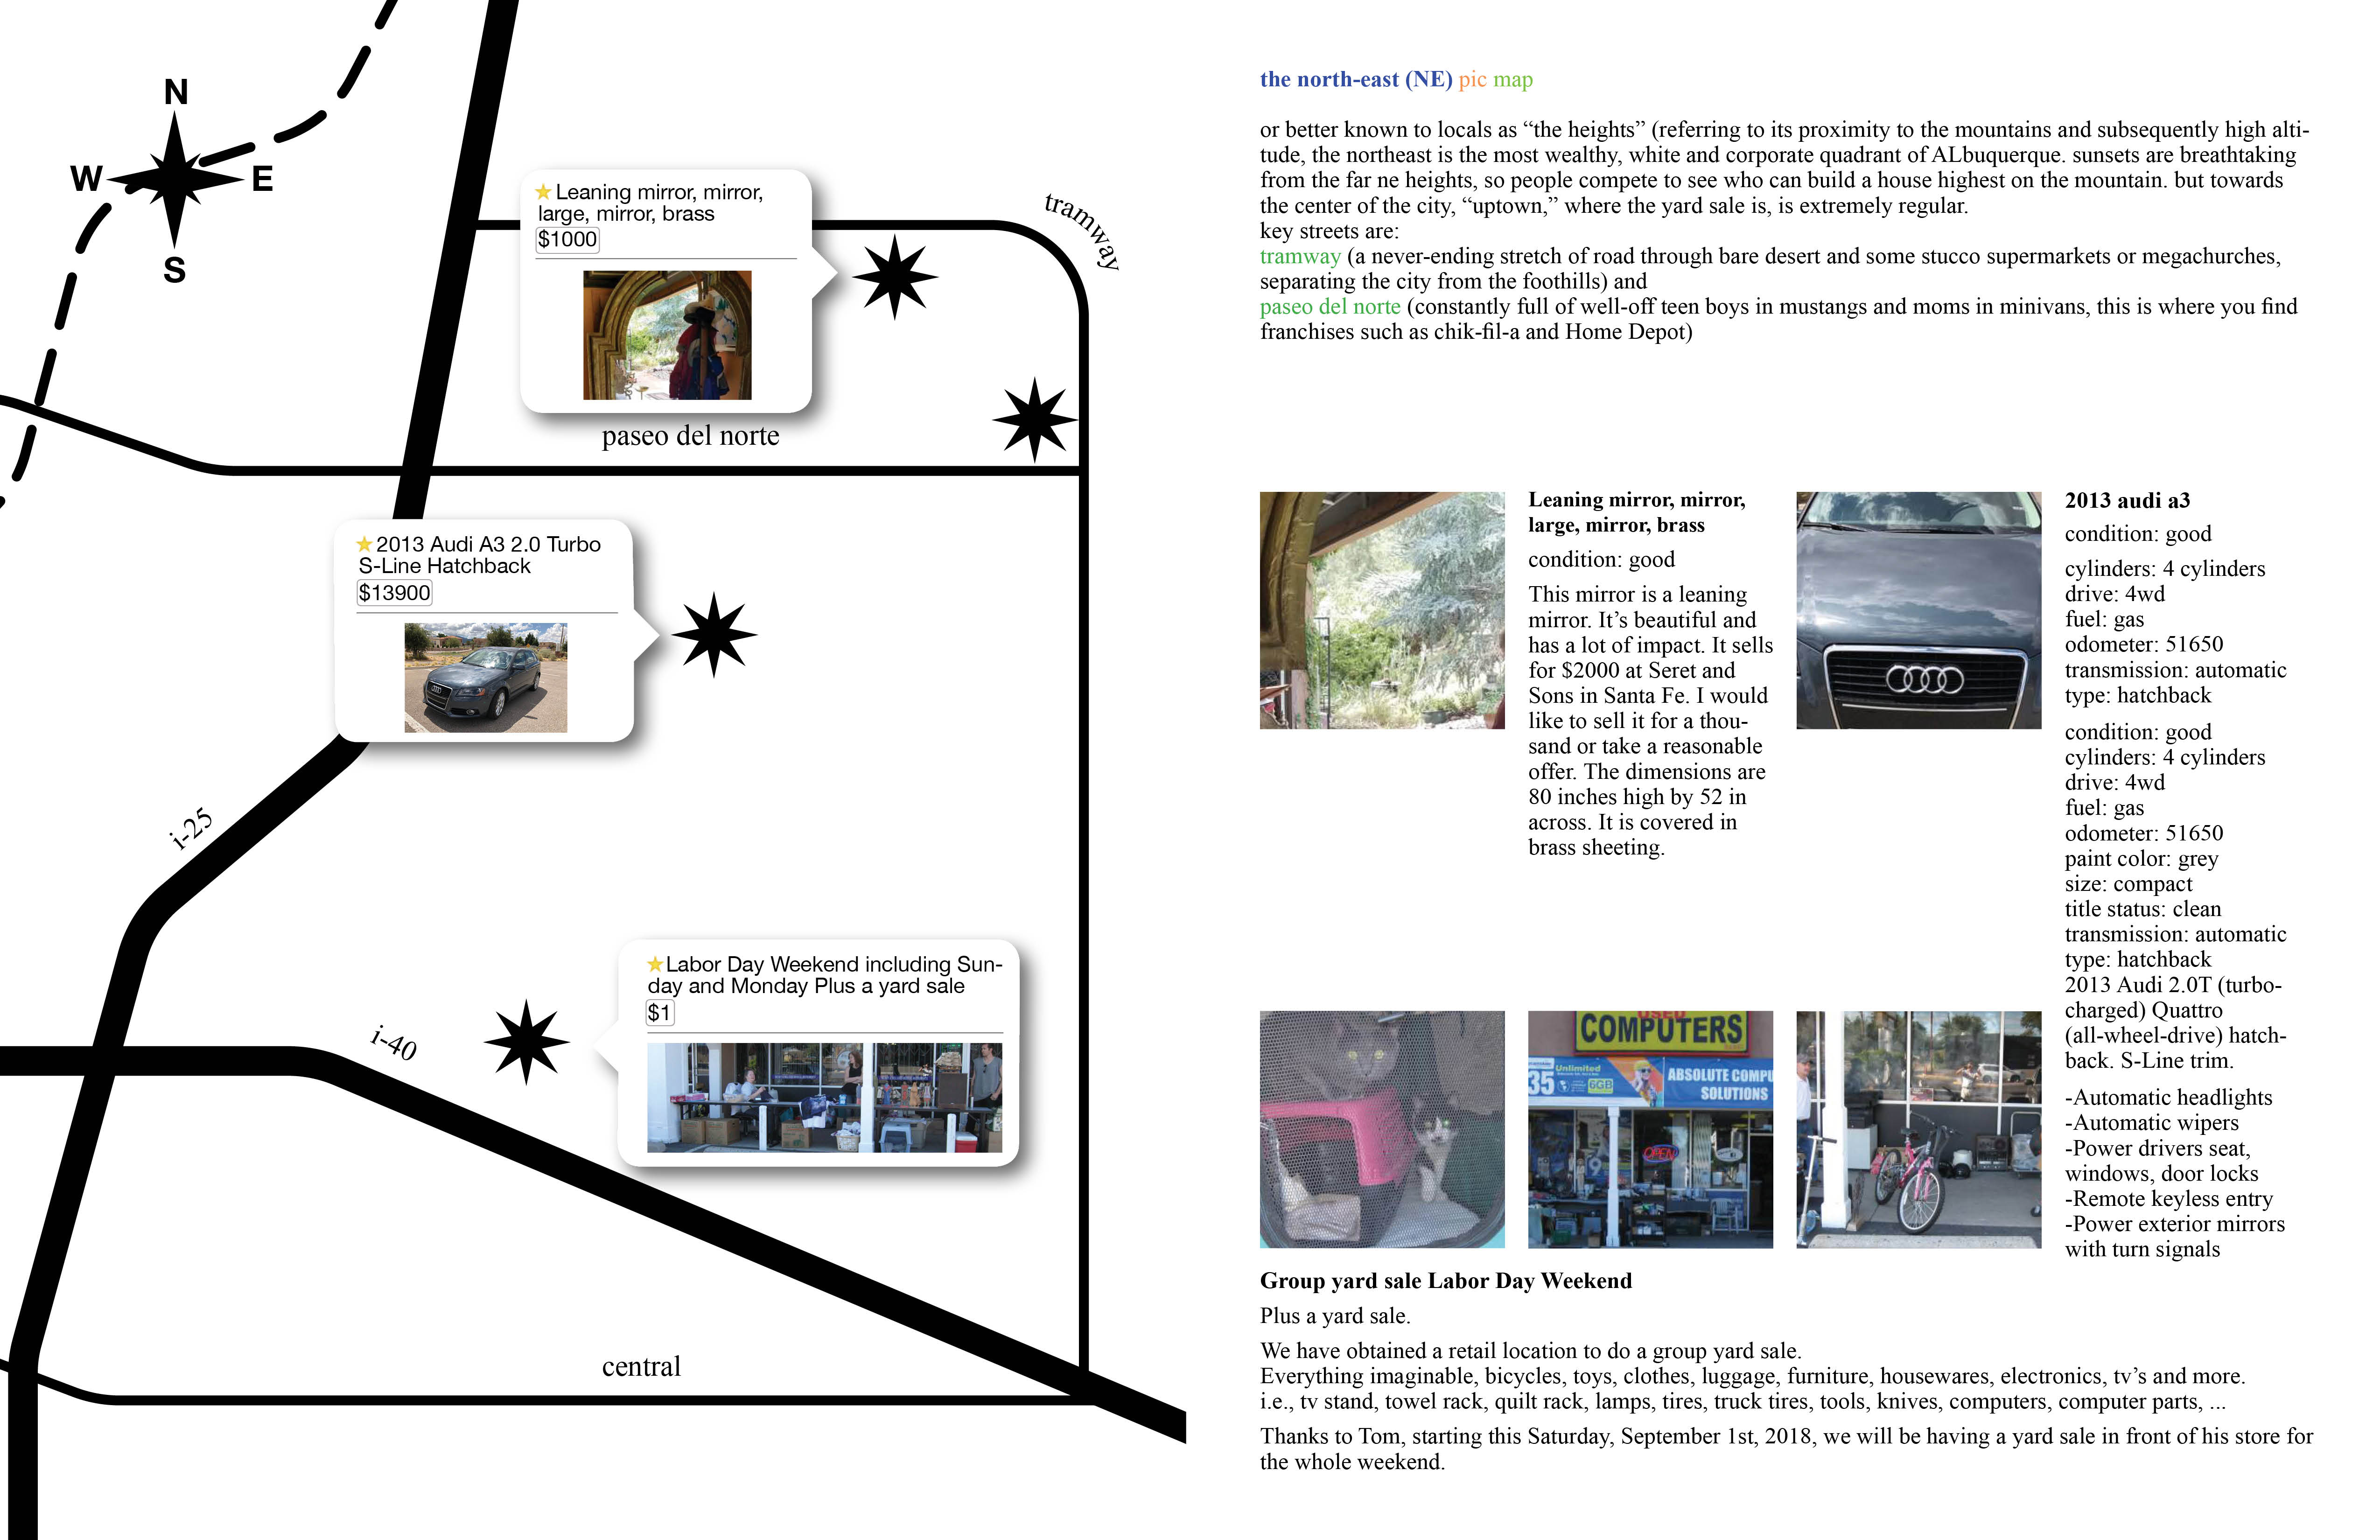 N
W
E
S
★Leaning mirror, mirror,
large, mirror, brass
$1000
tramway
paseo del norte
★2013 Audi A3 2.0 Turbo
S-Line Hatchback
$13900
i-25
★Labor Day Weekend including Sun-
day and Monday Plus a yard sale
$1
i-40
central
the north-east (NE) pic map
or better known to locals as “the heights” (referring to its proximity to the mountains and subsequently high alti-
tude, the northeast is the most wealthy, white and corporate quadrant of ALbuquerque. sunsets are breathtaking
from the far ne heights, so people compete to see who can build a house highest on the mountain. but towards
the center of the city, “uptown,” where the yard sale is, is extremely regular.
key streets are:
tramway (a never-ending stretch of road through bare desert and some stucco supermarkets or megachurches,
separating the city from the foothills) and
paseo del norte (constantly full of well-off teen boys in mustangs and moms in minivans, this is where you find
franchises such as chik-fil-a and Home Depot)
Leaning mirror, mirror,
large, mirror, brass
condition: good
This mirror is a leaning
mirror. It’s beautiful and
has a lot of impact. It sells
for $2000 at Seret and
Sons in Santa Fe. I would
like to sell it for a thou-
sand or take a reasonable
offer. The dimensions are
80 inches high by 52 in
across. It is covered in
brass sheeting.
2013 audi a3
condition: good
cylinders: 4 cylinders
drive: 4wd
fuel: gas
odometer: 51650
transmission: automatic
type: hatchback
condition: good
cylinders: 4 cylinders
drive: 4wd
fuel: gas
odometer: 51650
paint color: grey
size: compact
title status: clean
transmission: automatic
type: hatchback
2013 Audi 2.0T (turbo-
charged) Quattro
(all-wheel-drive) hatch-
back. S-Line trim.
-Automatic headlights
-Automatic wipers
-Power drivers seat,
windows, door locks
-Remote keyless entry
-Power exterior mirrors
with turn signals
USED
COMPUTERS
35 Unlimited
6GB
ABSOLUTE COMPU
SOLUTIONS
OPEN
Group yard sale Labor Day Weekend
Plus a yard sale.
We have obtained a retail location to do a group yard sale.
Everything imaginable, bicycles, toys, clothes, luggage, furniture, housewares, electronics, tv’s and more.
i.e., tv stand, towel rack, quilt rack, lamps, tires, truck tires, tools, knives, computers, computer parts, ...
Thanks to Tom, starting this Saturday, September 1st, 2018, we will be having a yard sale in front of his store for
the whole weekend.